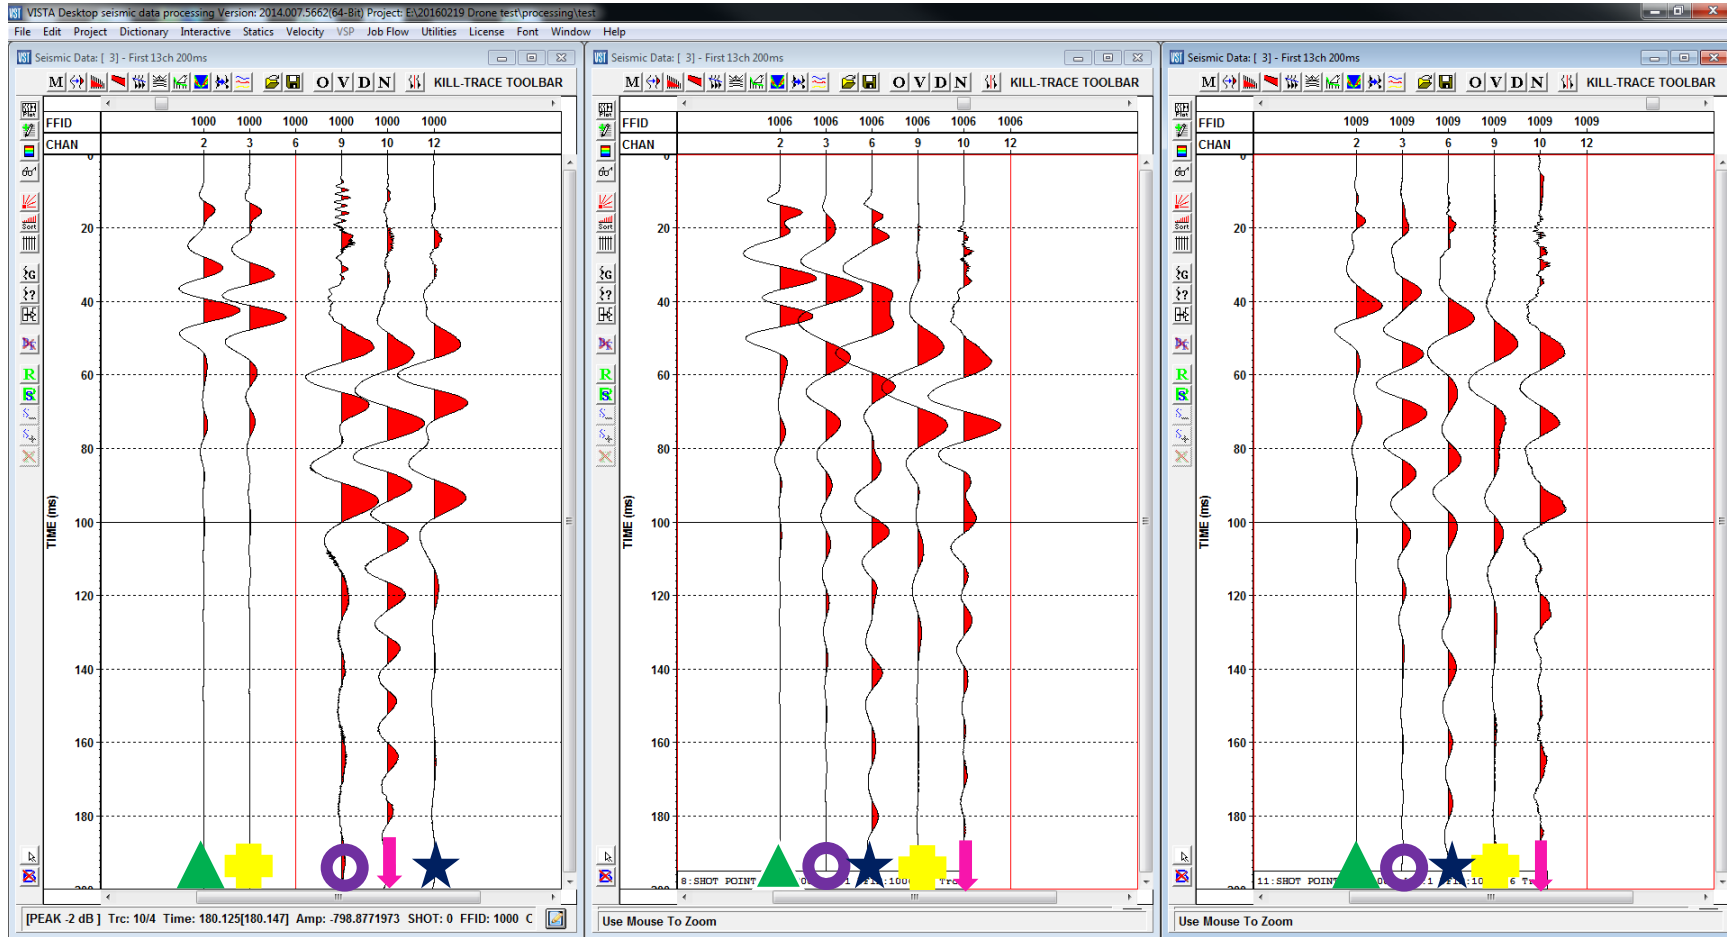 VISTA Desktop seismic data processing Version: 2014.007.5662(64-Bit) Project: E:\20160219 Drone test\processing\test
File Edit Project Dictionary Interactive Statics Velocity VSP Job Flow Utilities License Font Window Help
Seismic Data: [ 3] - First 13ch 200ms
M O V D N KILL-TRACE TOOLBAR
FFID 1000 1000 1000 1000 1000 1000
CHAN 2 3 6 9 10 12
0
20
40
60
80
100
120
140
160
180
200
TIME (ms)
[PEAK -2 dB ] Trc: 10/4 Time: 180.125[180.147] Amp: -798.8771973 SHOT: 0 FFID: 1000 C
Seismic Data: [ 3] - First 13ch 200ms
M O V D N KILL-TRACE TOOLBAR
FFID 1006 1006 1006 1006 1006 1006
CHAN 2 3 6 9 10 12
0
20
40
60
80
100
120
140
160
180
TIME (ms)
8:SHOT POINT
Use Mouse To Zoom
Seismic Data: [ 3] - First 13ch 200ms
M O V D N KILL-TRACE TOOLBAR
FFID 1009 1009 1009 1009 1009 1009
CHAN 2 3 6 9 10 12
0
20
40
60
80
100
120
140
160
180
TIME (ms)
11:SHOT POIN
Use Mouse To Zoom